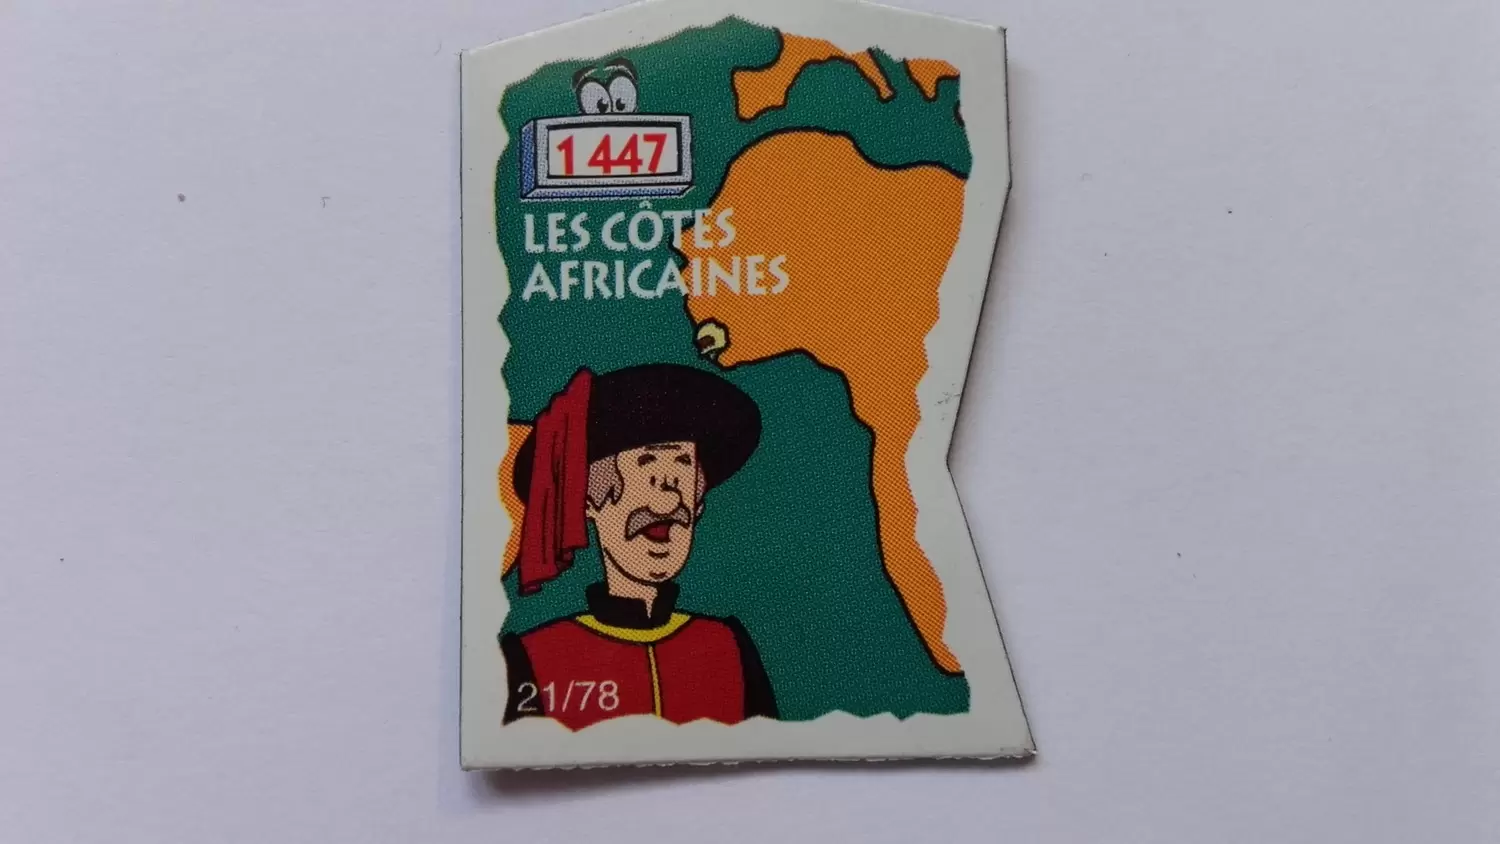 1 447
LES CÔTES
AFRICAINES
21/78